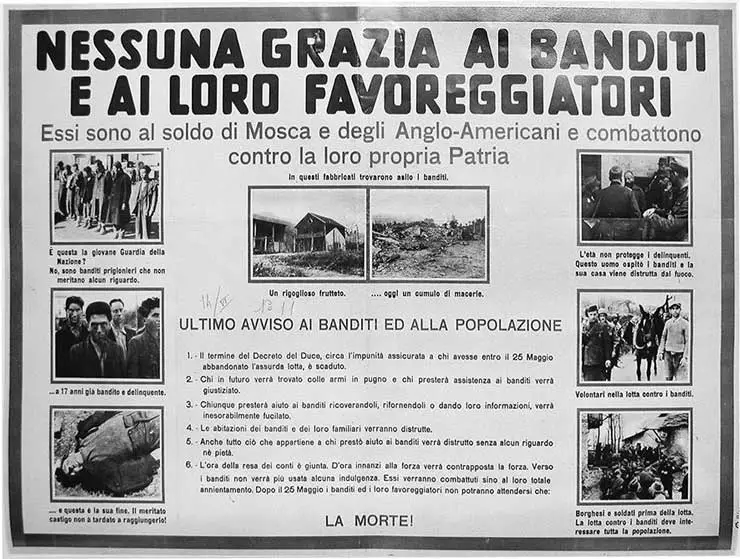 NESSUNA GRAZIA AI BANDITI
E AI LORO FAVOREGGIATORI
Essi sono al soldo di Mosca e degli Anglo-Americani e combattono
contro la loro propria Patria
In questi fabbricati trovarono asilo i banditi.
È questa la giovane Guardia della
Nazione?
No, sono banditi prigionieri che non
meritano alcun riguardo.
Un rigoglioso frutteto.
.... oggi un cumulo di macerie.
L'età non protegge i delinquenti.
Questo uomo ospitò i banditi e la
sua casa viene distrutta dal fuoco.
...a 17 anni già bandito e delinquente.
Volontari nella lotta contro i banditi.
... e questa è la sua fine. Il meritato
castigo non à tardato a raggiungerlo!
Borghesi e soldati prima della lotta.
La lotta contro i banditi deve inte-
ressare tutta la popolazione.
ULTIMO AVVISO AI BANDITI ED ALLA POPOLAZIONE
1. - Il termine del Decreto del Duce, circa l'impunità assicurata a chi avesse entro il 25 Maggio
abbandonato l'assurda lotta, è scaduto.
2. - Chi in futuro verrà trovato colle armi in pugno e chi presterà assistenza ai banditi verrà
giustiziato.
3. - Chiunque presterà aiuto ai banditi ricoverandoli, rifornendoli o dando loro informazioni, verrà
inesorabilmente fucilato.
4. - Le abitazioni dei banditi e dei loro familiari verranno distrutte.
5. - Anche tutto ciò che appartiene a chi prestò aiuto ai banditi verrà distrutto senza alcun riguardo
nè pietà.
6. - L'ora della resa dei conti è giunta. D'ora innanzi alla forza verrà contrapposta la forza. Verso
i banditi non verrà più usata alcuna indulgenza. Essi verranno combattuti sino al loro totale
annientamento. Dopo il 25 Maggio i banditi ed i loro favoreggiatori non potranno attendersi che:
LA MORTE!